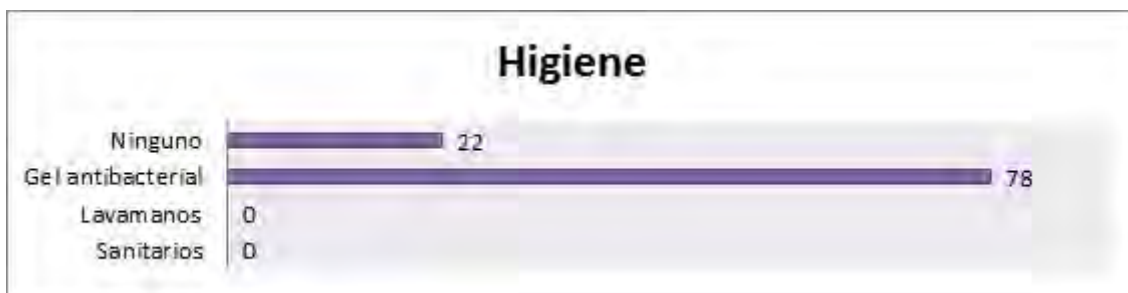 Higiene
Ninguno 22
Gel antibacterial 78
Lavamanos 0
Sanitarios 0